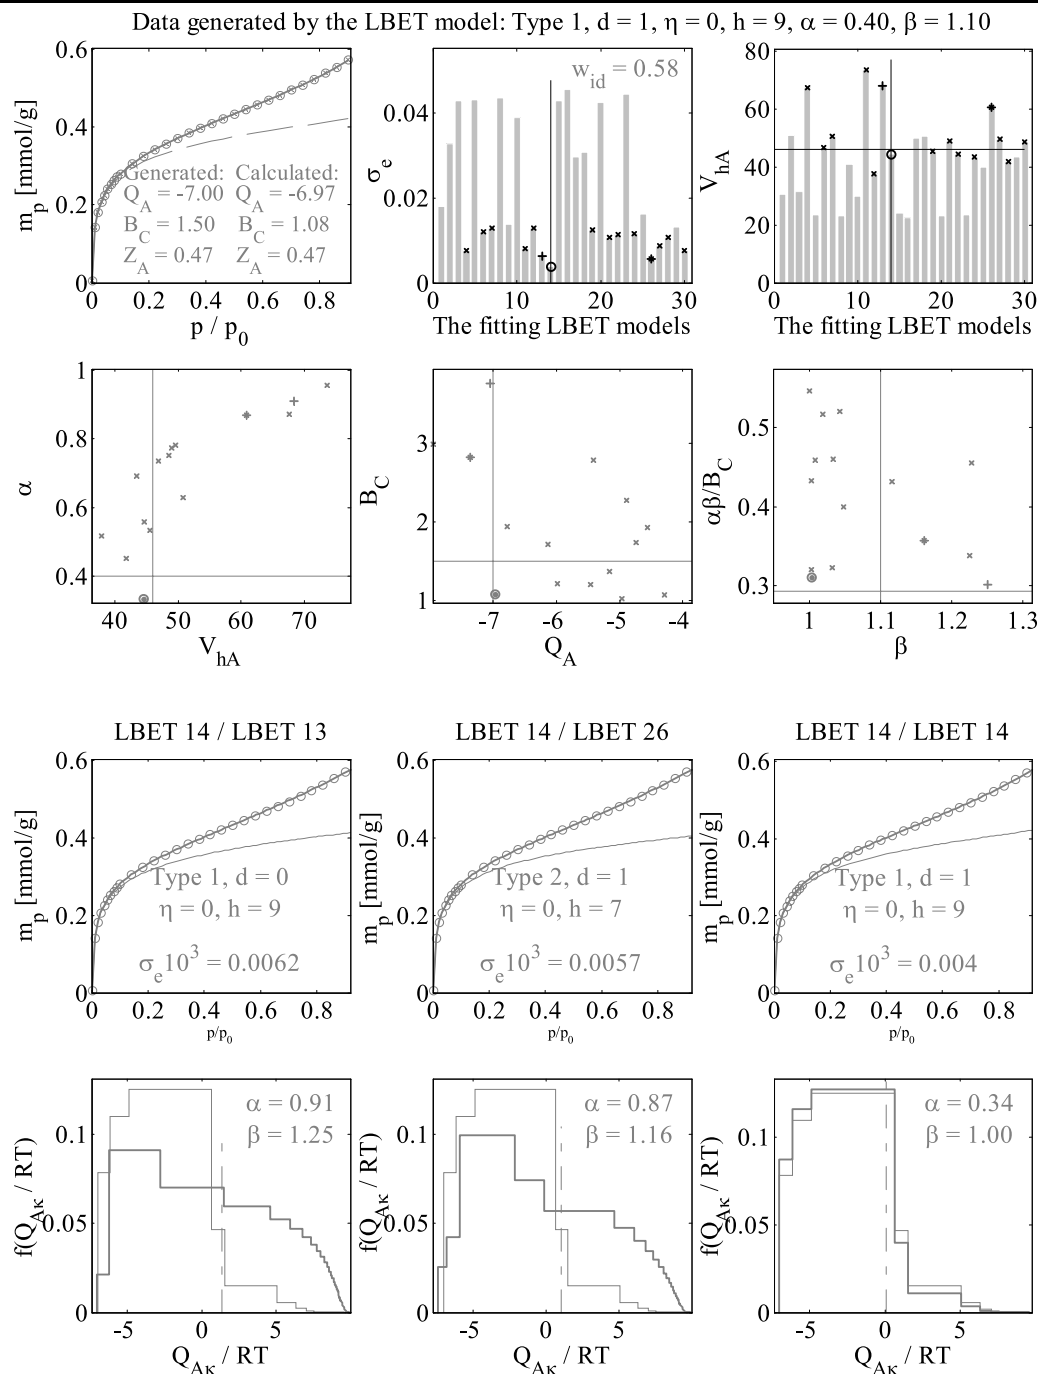 Data generated by the LBET model: Type 1, d = 1, η = 0, h = 9, α = 0.40, β = 1.10
0.6
0.4
0.2
0
m_p [mmol/g]
Generated: Calculated:
Q_A = -7.00 Q_A = -6.97
B_C = 1.50 B_C = 1.08
Z_A = 0.47 Z_A = 0.47
0 0.2 0.4 0.6 0.8
p / p_0
w_id = 0.58
0.04
0.02
0
σ_e
0 10 20 30
The fitting LBET models
80
60
40
20
0
V_hA
0 10 20 30
The fitting LBET models
1
0.8
0.6
0.4
α
40 50 60 70
V_hA
3
2
1
B_C
-7 -6 -5 -4
Q_A
0.5
0.4
0.3
αβ/B_C
1 1.1 1.2 1.3
β
LBET 14 / LBET 13
0.6
0.4
0.2
0
m_p [mmol/g]
Type 1, d = 0
η = 0, h = 9
σ_e10^3 = 0.0062
0 0.2 0.4 0.6 0.8
p/p_0
LBET 14 / LBET 26
0.6
0.4
0.2
0
m_p [mmol/g]
Type 2, d = 1
η = 0, h = 7
σ_e10^3 = 0.0057
0 0.2 0.4 0.6 0.8
p/p_0
LBET 14 / LBET 14
0.6
0.4
0.2
0
m_p [mmol/g]
Type 1, d = 1
η = 0, h = 9
σ_e10^3 = 0.004
0 0.2 0.4 0.6 0.8
p/p_0
α = 0.91
β = 1.25
0.1
0.05
0
f(Q_Aκ / RT)
-5 0 5
Q_Aκ / RT
α = 0.87
β = 1.16
0.1
0.05
0
f(Q_Aκ / RT)
-5 0 5
Q_Aκ / RT
α = 0.34
β = 1.00
0.1
0.05
0
f(Q_Aκ / RT)
-5 0 5
Q_Aκ / RT